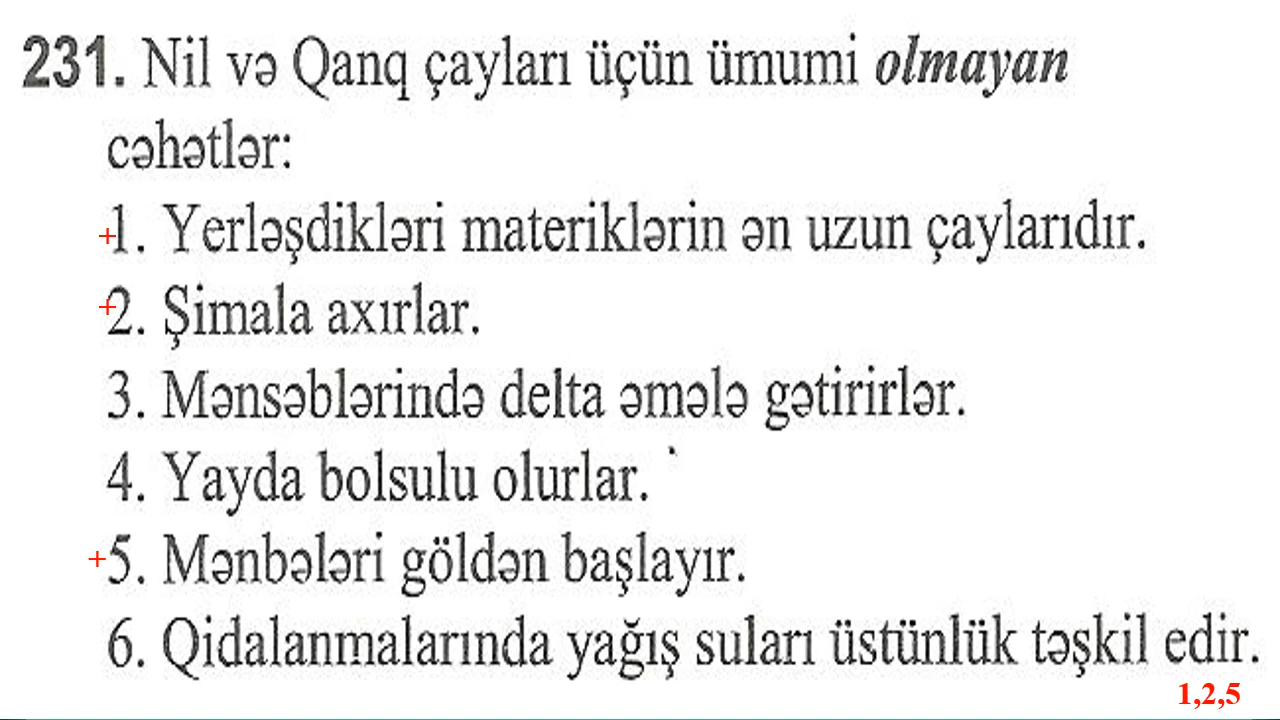 231. Nil və Qanq çayları üçün ümumi olmayan
cəhətlər:
+1. Yerləşdikləri materiklərin ən uzun çaylarıdır.
+2. Şimala axırlar.
3. Mənsəblərində delta əmələ gətirirlər.
4. Yayda bolsulu olurlar.
+5. Mənbələri göldən başlayır.
6. Qidalanmalarında yağış suları üstünlük təşkil edir.
1,2,5